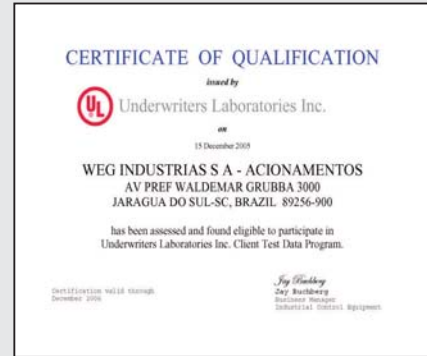 CERTIFICATE OF QUALIFICATION
issued by
UL Underwriters Laboratories Inc.
on
15 December 2005
WEG INDUSTRIAS S A - ACIONAMENTOS
AV PREF WALDEMAR GRUBBA 3000
JARAGUA DO SUL-SC, BRAZIL 89256-900
has been assessed and found eligible to participate in
Underwriters Laboratories Inc. Client Test Data Program.
Jay Buchberg
Certification valid through
December 2006
Jay Buchberg
Business Manager
Industrial Control Equipment